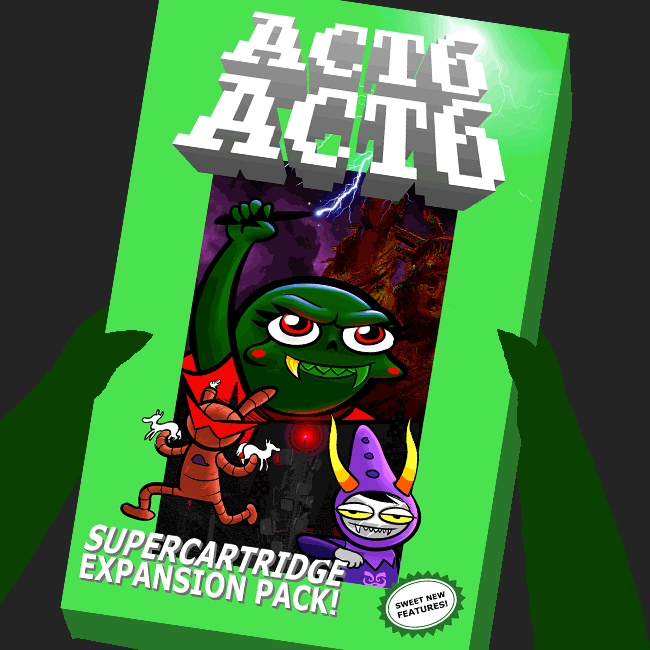 ACT6
ACT6
SUPERCARTRIDGE
EXPANSION PACK!
SWEET NEW
FEATURES!